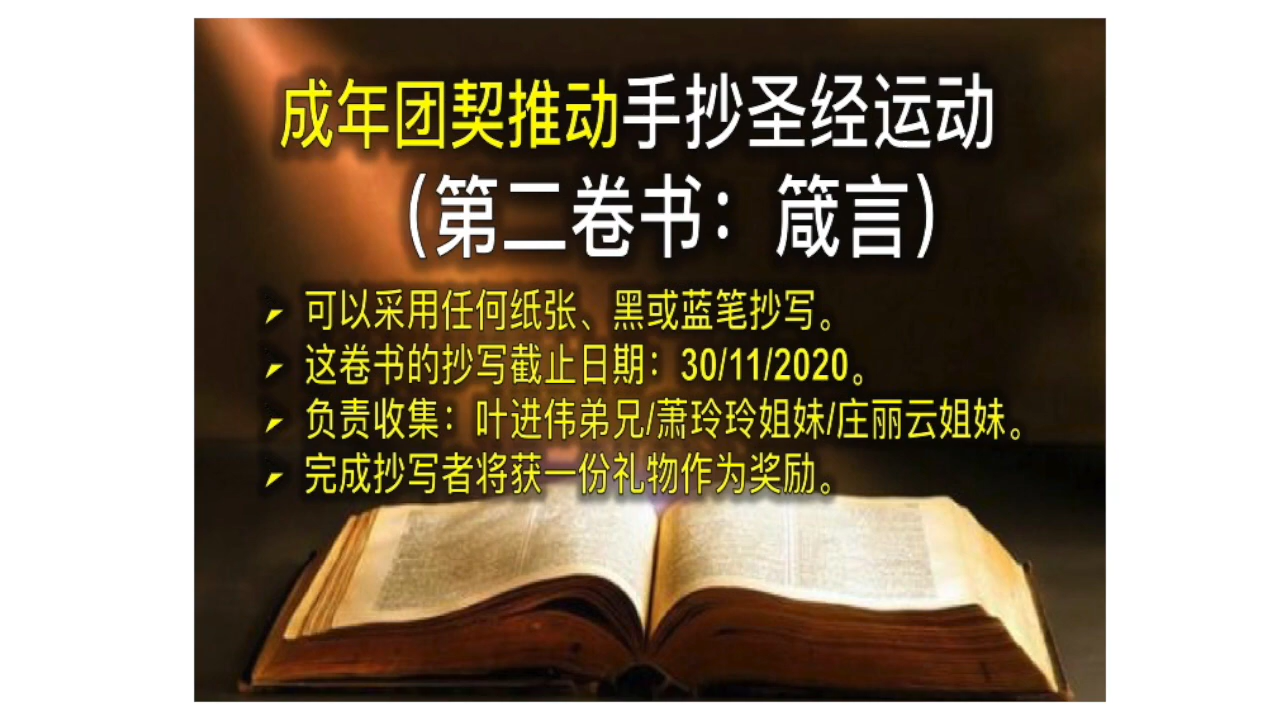 成年团契推动手抄圣经运动
（第二卷书：箴言）
可以采用任何纸张、黑或蓝笔抄写。
这卷书的抄写截止日期：30/11/2020。
负责收集：叶进伟弟兄/萧玲玲姐妹/庄丽云姐妹。
完成抄写者将获一份礼物作为奖励。